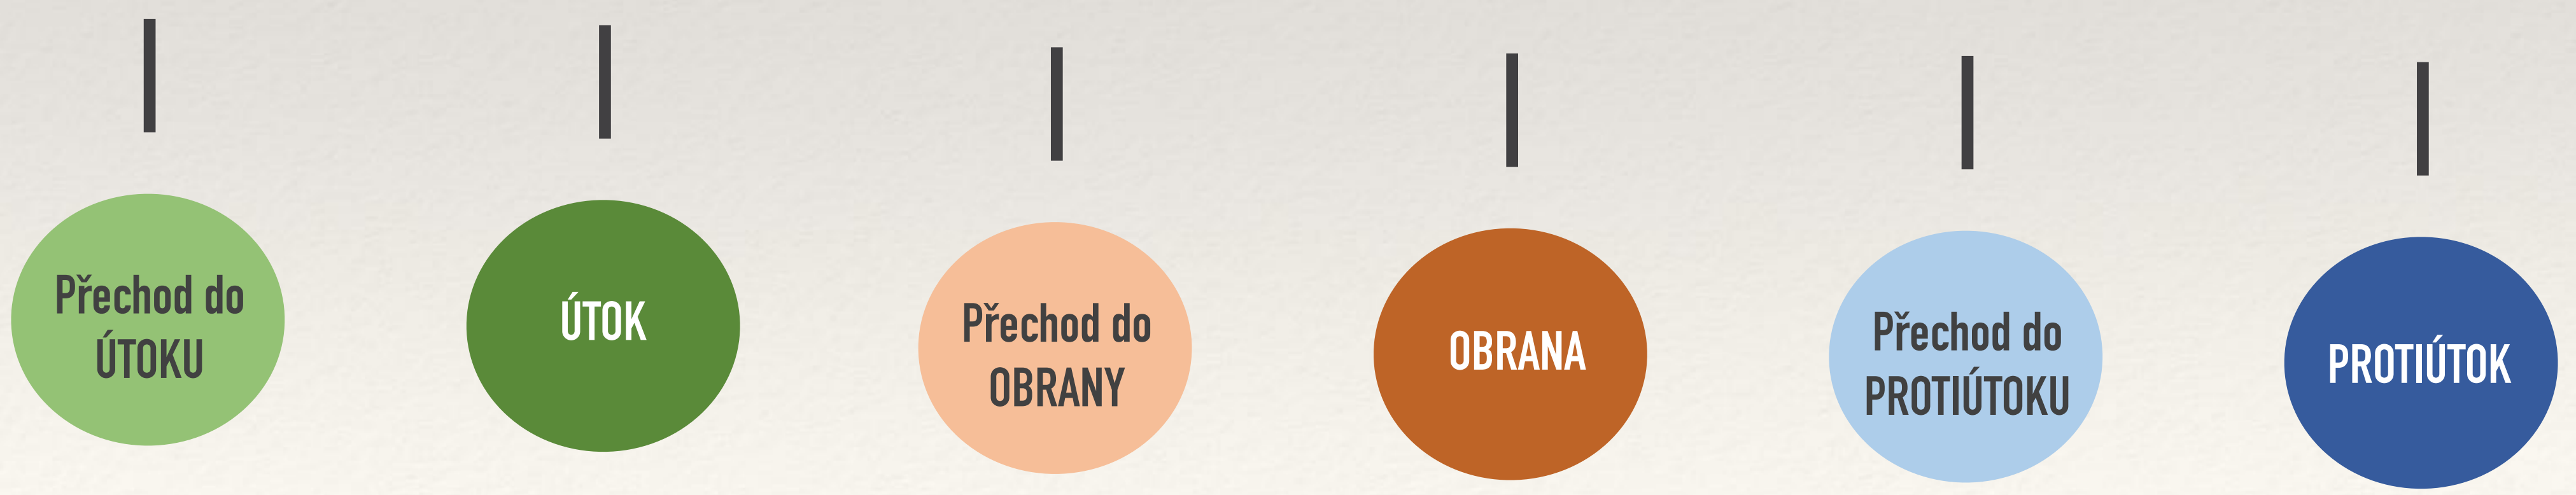 Přechod do
ÚTOKU
ÚTOK
Přechod do
OBRANY
OBRANA
Přechod do
PROTIÚTOKU
PROTIÚTOK